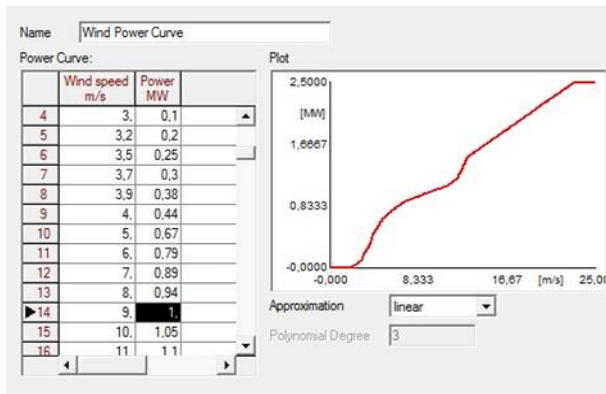 Name Wind Power Curve
Power Curve: Plot
Wind speed m/s Power MW
4 3, 0,1
5 3,2 0,2
6 3,5 0,25
7 3,7 0,3
8 3,9 0,38
9 4, 0,44
10 5, 0,67
11 6, 0,79
12 7, 0,89
13 8, 0,94
14 9, 1,
15 10, 1,05
16 11 1 1
2,5000
[MW]
1,6667
0,8333
-0,0000
-0,000 8,333 16,67 [m/s] 25,00
Approximation linear
Polynomial Degree 3